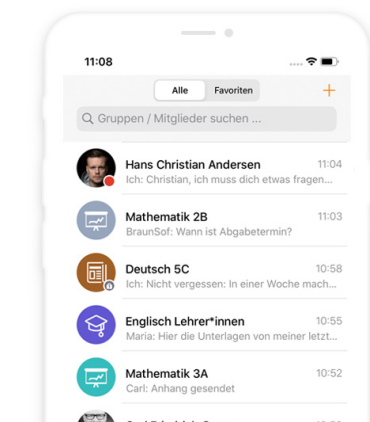 11:08
Alle Favoriten
Gruppen / Mitglieder suchen ...
Hans Christian Andersen 11:04
Ich: Christian, ich muss dich etwas fragen...
Mathematik 2B 11:03
BraunSof: Wann ist Abgabetermin?
Deutsch 5C 10:58
Ich: Nicht vergessen: In einer Woche mach...
Englisch Lehrer*innen 10:55
Maria: Hier die Unterlagen von meiner letzt...
Mathematik 3A 10:52
Carl: Anhang gesendet